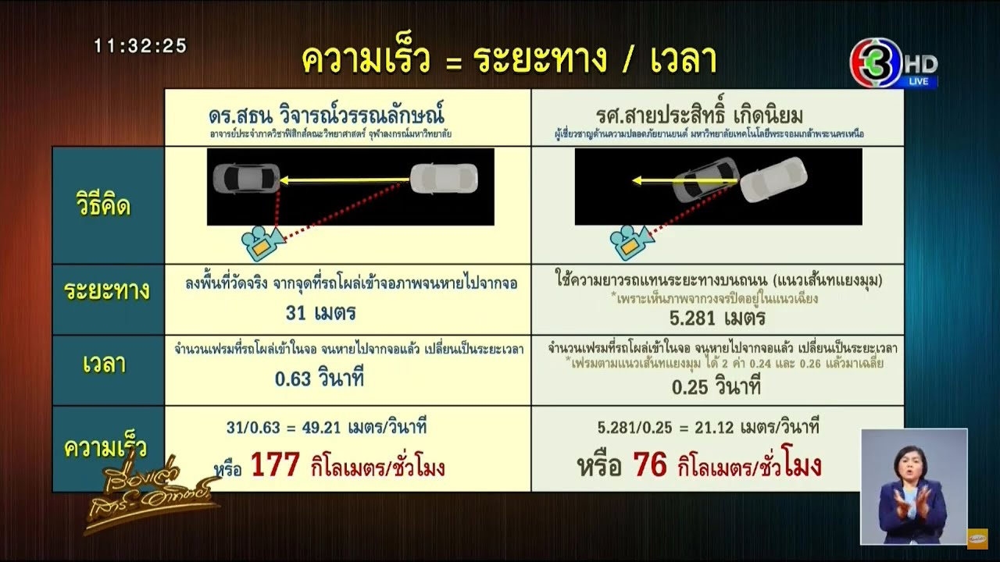 11:32:25
ความเร็ว = ระยะทาง / เวลา
3 HD
LIVE
ดร.สธน วิจารณ์วรรณลักษณ์
อาจารย์ประจำภาควิชาฟิสิกส์คณะวิทยาศาสตร์ จุฬาลงกรณ์มหาวิทยาลัย
รศ.สายประสิทธิ์ เกิดนิยม
ผู้เชี่ยวชาญด้านความปลอดภัยยานยนต์ มหาวิทยาลัยเทคโนโลยีพระจอมเกล้าพระนครเหนือ
วิธีคิด
ระยะทาง
ลงพื้นที่วัดจริง จากจุดที่รถโผล่เข้าจอภาพจนหายไปจากจอ
31 เมตร
ใช้ความยาวรถแทนระยะทางบนถนน (แนวเส้นทแยงมุม)
*เพราะเห็นภาพจากวงจรปิดอยู่ในแนวเฉียง
5.281 เมตร
เวลา
จำนวนเฟรมที่รถโผล่เข้าในจอ จนหายไปจากจอแล้ว เปลี่ยนเป็นระยะเวลา
0.63 วินาที
จำนวนเฟรมที่รถโผล่เข้าในจอ จนหายไปจากจอแล้ว เปลี่ยนเป็นระยะเวลา
*เฟรมตามแนวเส้นทแยงมุม ได้ 2 ค่า 0.24 และ 0.26 แล้วมาเฉลี่ย
0.25 วินาที
ความเร็ว
31/0.63 = 49.21 เมตร/วินาที
หรือ 177 กิโลเมตร/ชั่วโมง
5.281/0.25 = 21.12 เมตร/วินาที
หรือ 76 กิโลเมตร/ชั่วโมง
เรื่องเล่า
เสาร์-อาทิตย์